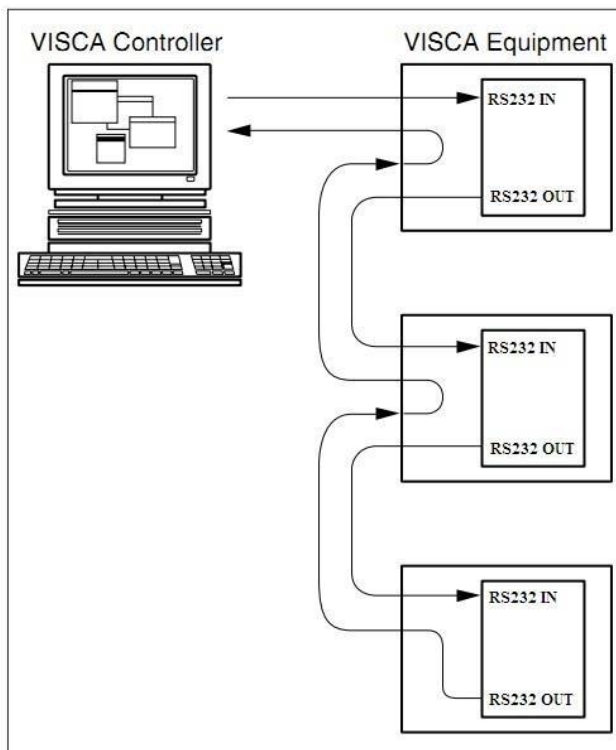 VISCA Controller
VISCA Equipment
RS232 IN
RS232 OUT
RS232 IN
RS232 OUT
RS232 IN
RS232 OUT